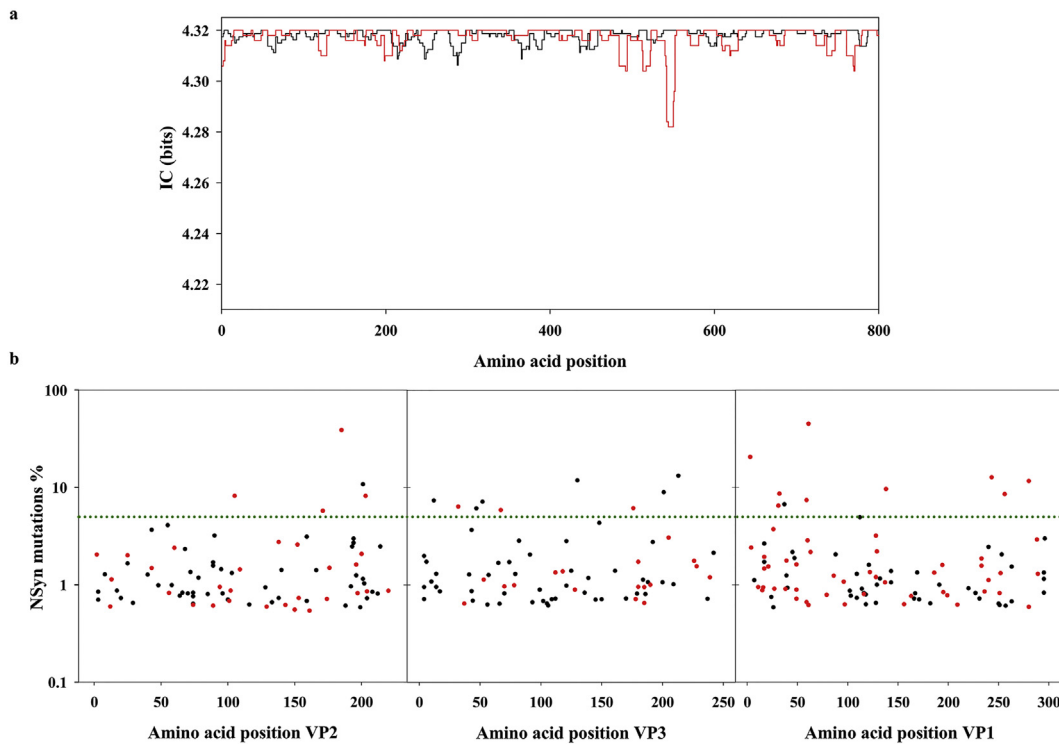 a
4.32
4.30
4.28
4.26
4.24
4.22
IC (bits)
0 200 400 600 800
Amino acid position
b
100
10
1
0.1
NSyn mutations %
0 50 100 150 200
0 50 100 150 200 250
0 50 100 150 200 250 300
Amino acid position VP2
Amino acid position VP3
Amino acid position VP1